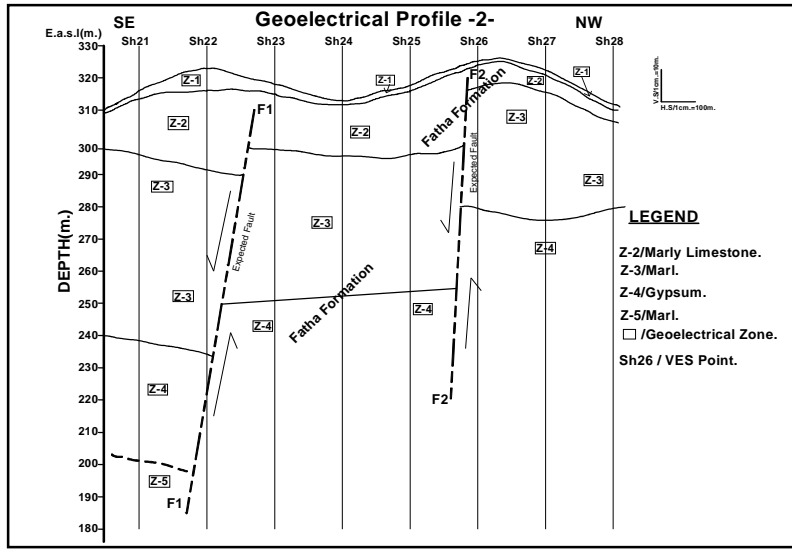 Geoelectrical Profile -2-
SE
NW
E.a.s.l(m.)
Sh21 Sh22 Sh23 Sh24 Sh25 Sh26 Sh27 Sh28
330
320
310
300
290
280
270
260
250
240
230
220
210
200
190
180
DEPTH(m.)
Z-1
Z-1
Z-1
Z-2
Z-2
Z-2
Z-3
Z-3
Z-3
Z-3
Z-3
Z-4
Z-4
Z-4
Z-4
Z-5
F1
F1
F2
F2
Expected Fault
Expected Fault
Fatha Formation
Fatha Formation
V.S/1cm.=10m.
H.S/1cm.=100m.
LEGEND
Z-2/Marly Limestone.
Z-3/Marl.
Z-4/Gypsum.
Z-5/Marl.
/Geoelectrical Zone.
Sh26 / VES Point.